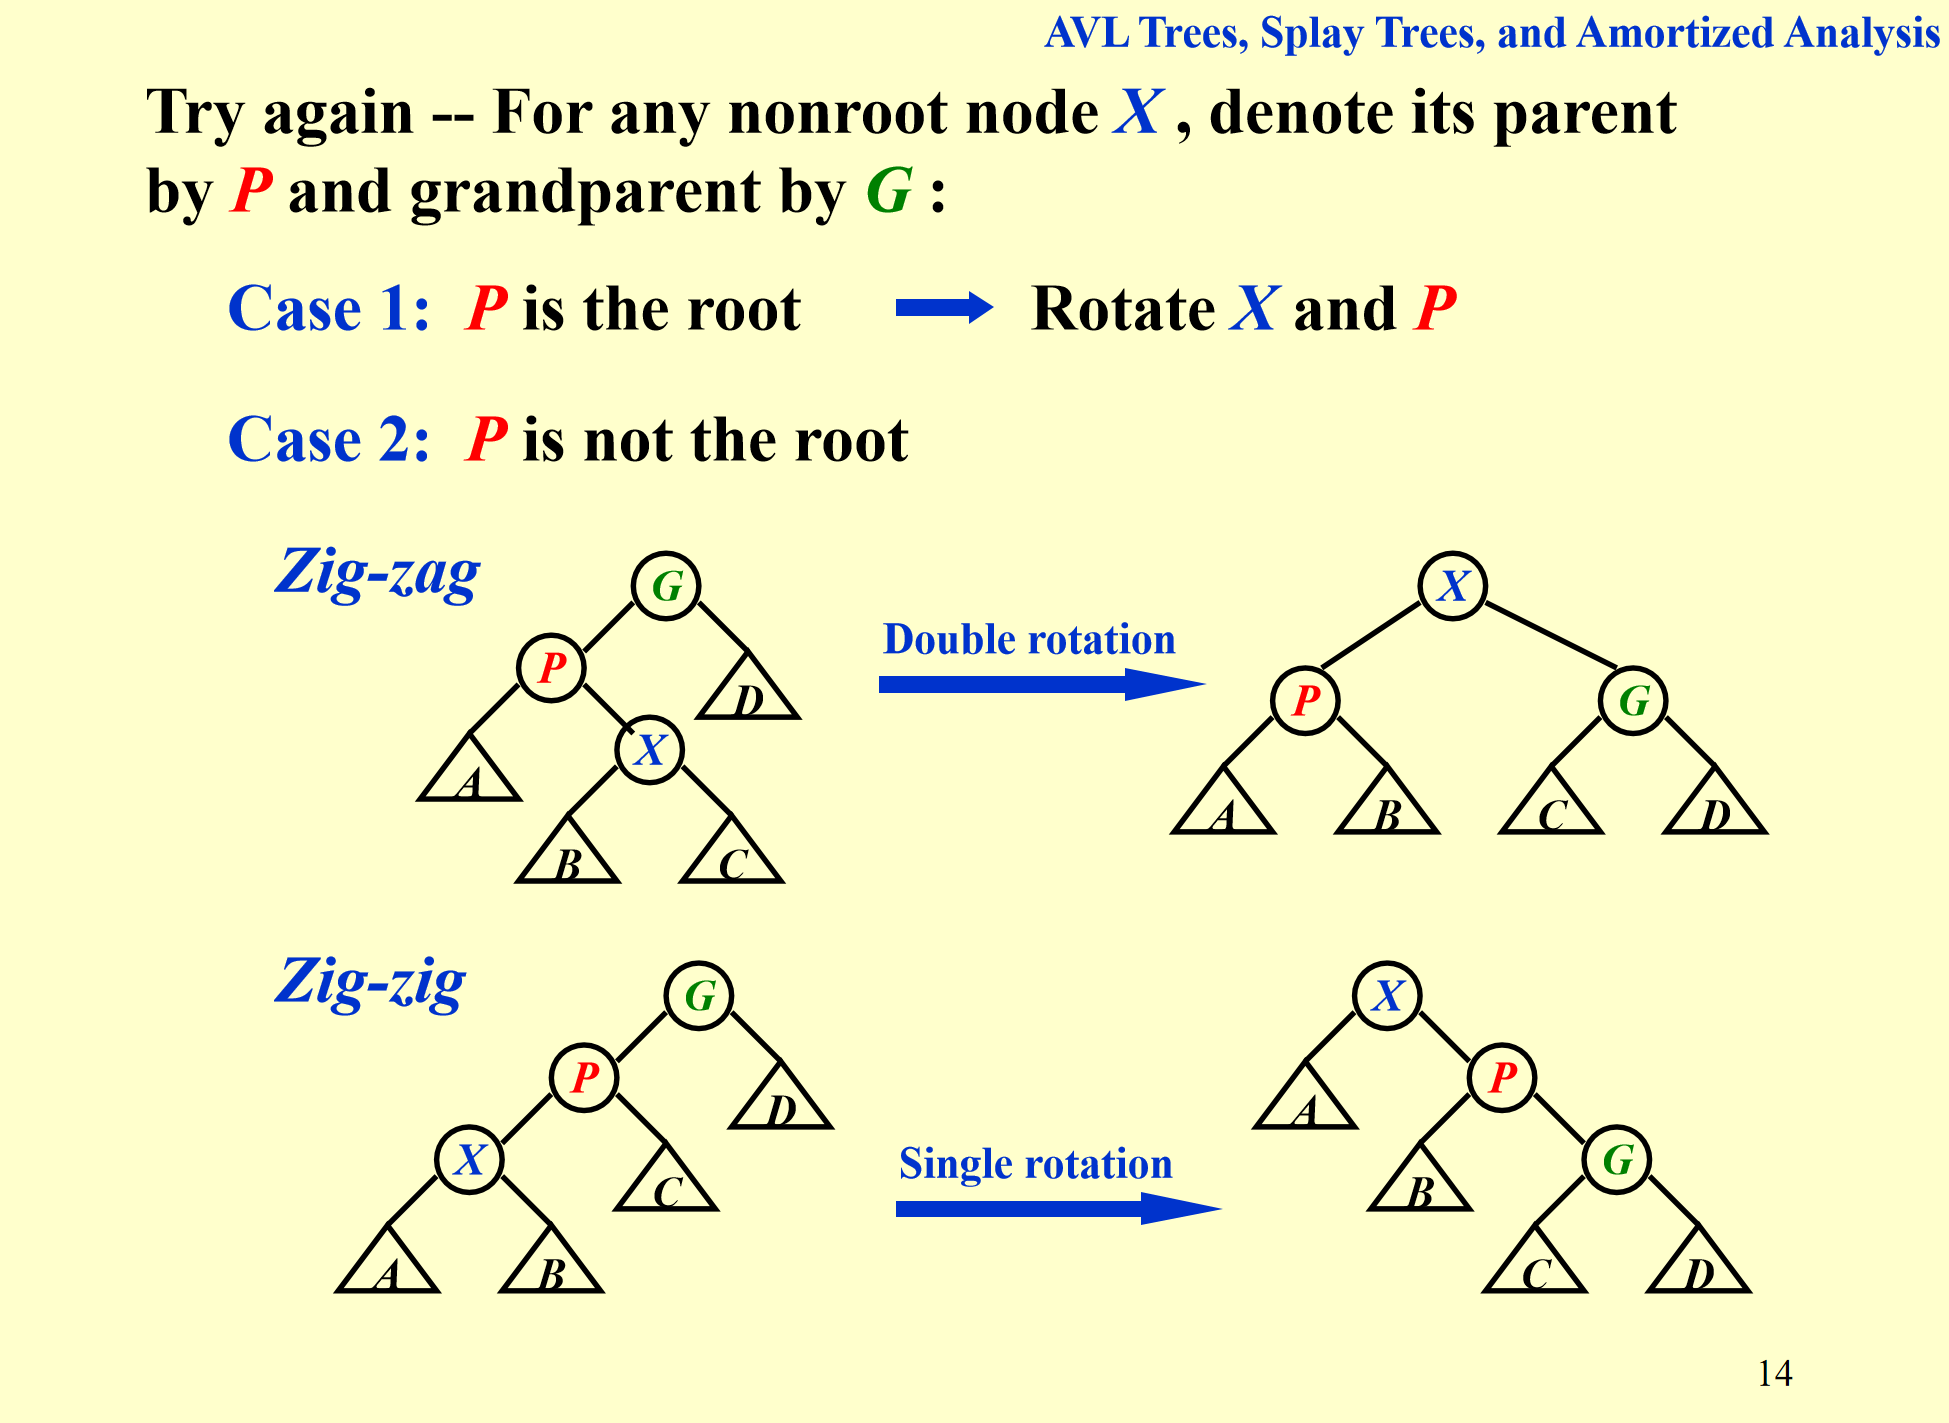 AVL Trees, Splay Trees, and Amortized Analysis
Try again -- For any nonroot node X , denote its parent
by P and grandparent by G :
Case 1: P is the root
Rotate X and P
Case 2: P is not the root
Zig-zag
G
P
D
X
A
B
C
Double rotation
X
P
G
A
B
C
D
Zig-zig
G
P
D
X
C
A
B
Single rotation
X
P
A
G
B
C
D
14